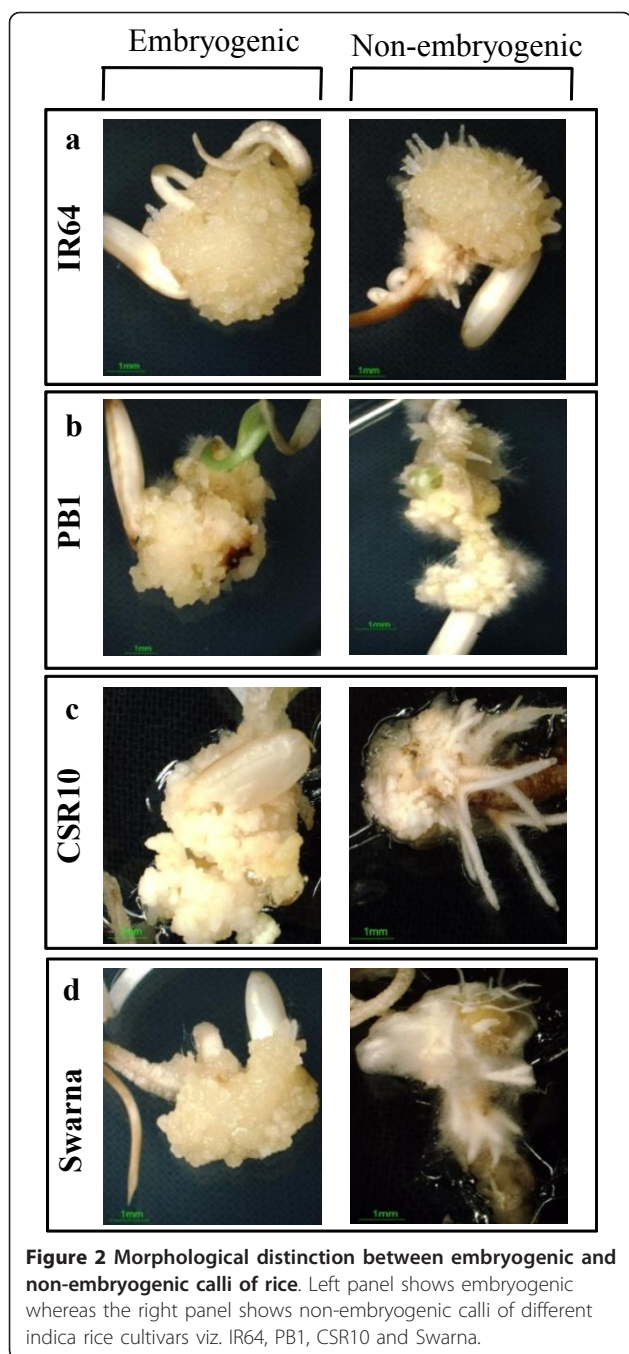 Embryogenic Non-embryogenic
a
IR64
1mm 1mm
b
PB1
1mm 1mm
c
CSR10
1mm
d
Swarna
1mm 1mm
Figure 2 Morphological distinction between embryogenic and
non-embryogenic calli of rice. Left panel shows embryogenic
whereas the right panel shows non-embryogenic calli of different
indica rice cultivars viz. IR64, PB1, CSR10 and Swarna.